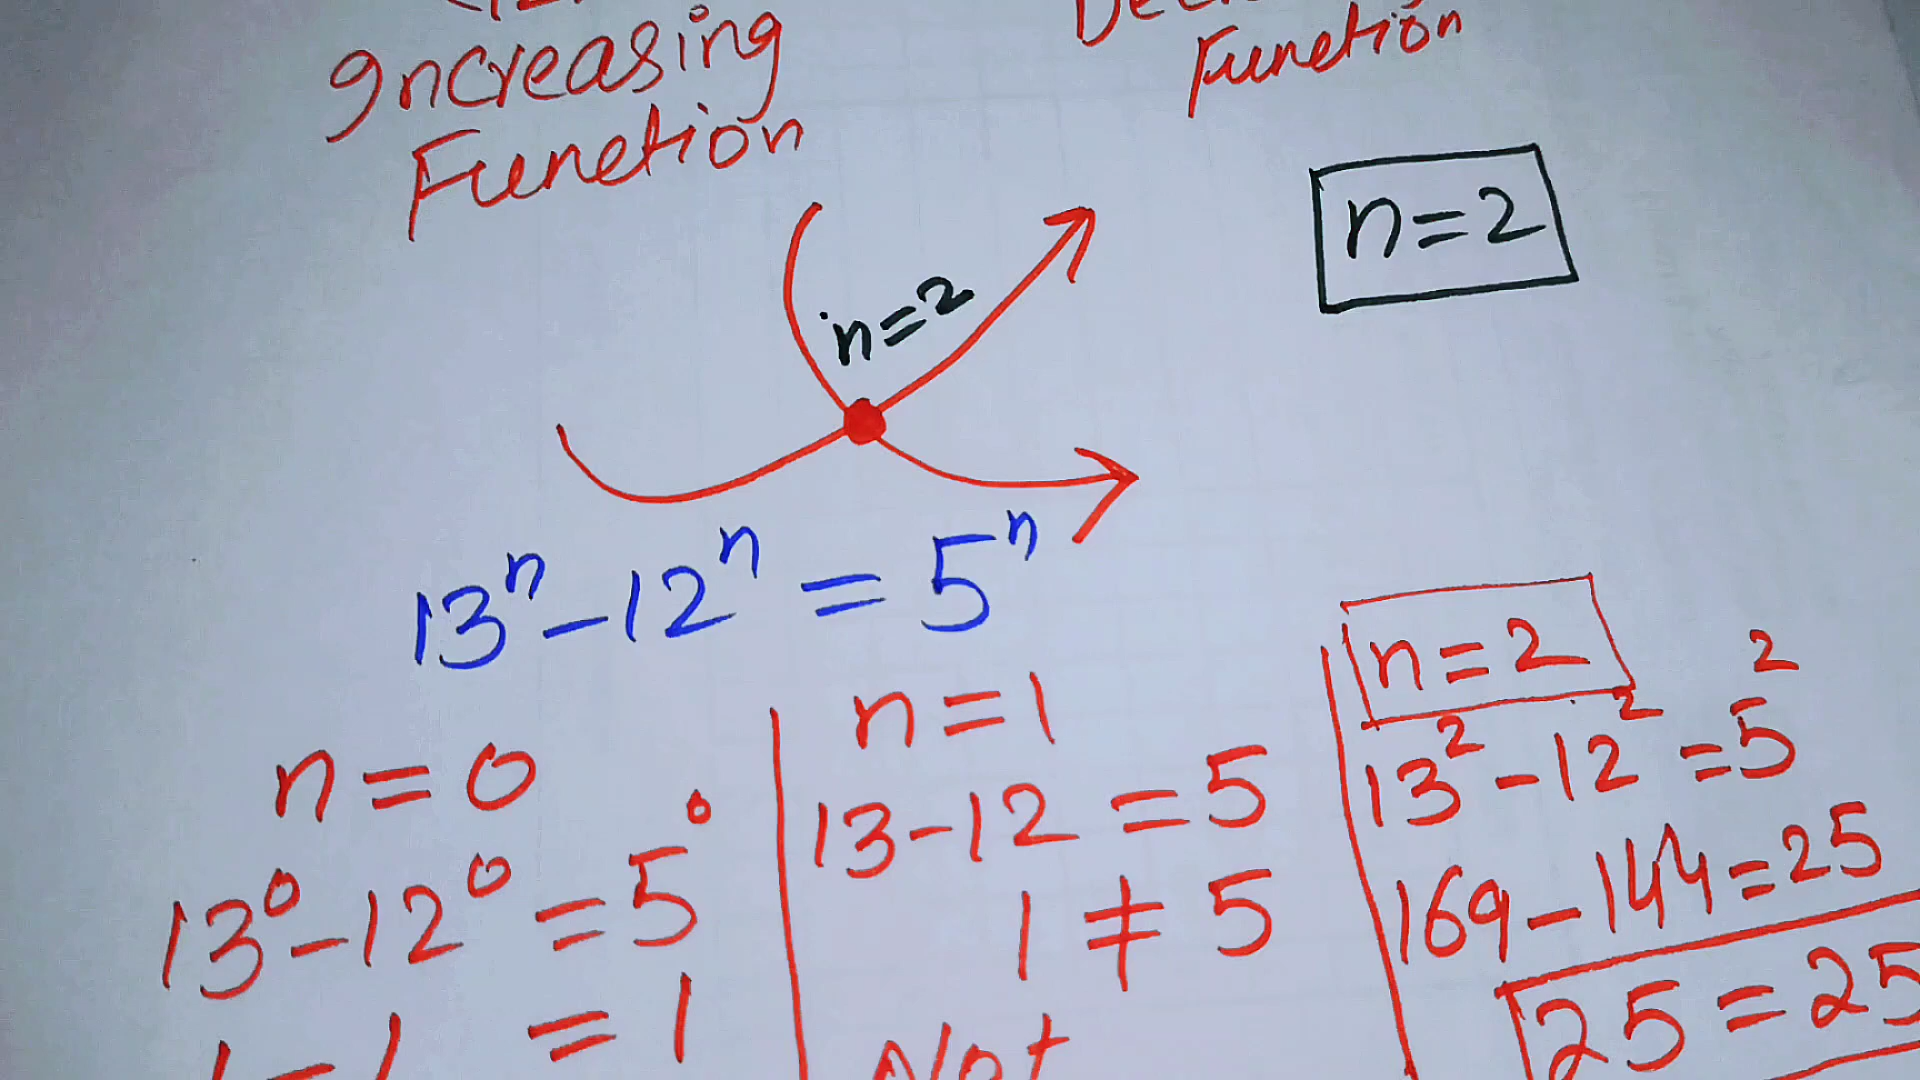 Increasing
Function
Function
n=2
n=2
13ⁿ-12ⁿ = 5ⁿ
n=0
13⁰-12⁰ = 5⁰
= 1
n=1
13-12 = 5
1 ≠ 5
Not
n=2
13²-12² = 5²
169-144=25
25=25